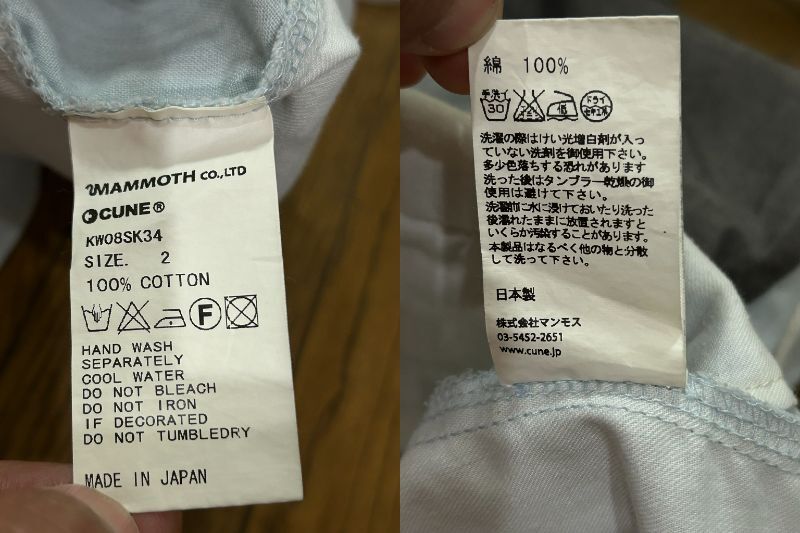 MAMMOTH CO.,LTD
CUNE®
KW08SK34
SIZE. 2
100% COTTON
F
HAND WASH
SEPARATELY
COOL WATER
DO NOT BLEACH
DO NOT IRON
IF DECORATED
DO NOT TUMBLEDRY
MADE IN JAPAN
綿 100%
手洗イ
30
ドライ
洗濯の際はけい光増白剤が入っ
ていない洗剤を御使用下さい。
多少色落ちする恐れがあります
洗った後はタンブラー乾燥の御
使用は避けて下さい。
洗濯前に水に浸けておいたり洗った
後濡れたままに放置されますと
いくらか汚染することがあります。
本製品はなるべく他の物と分散
して洗って下さい。
日本製
株式会社マンモス
03-5452-2651
www.cune.jp